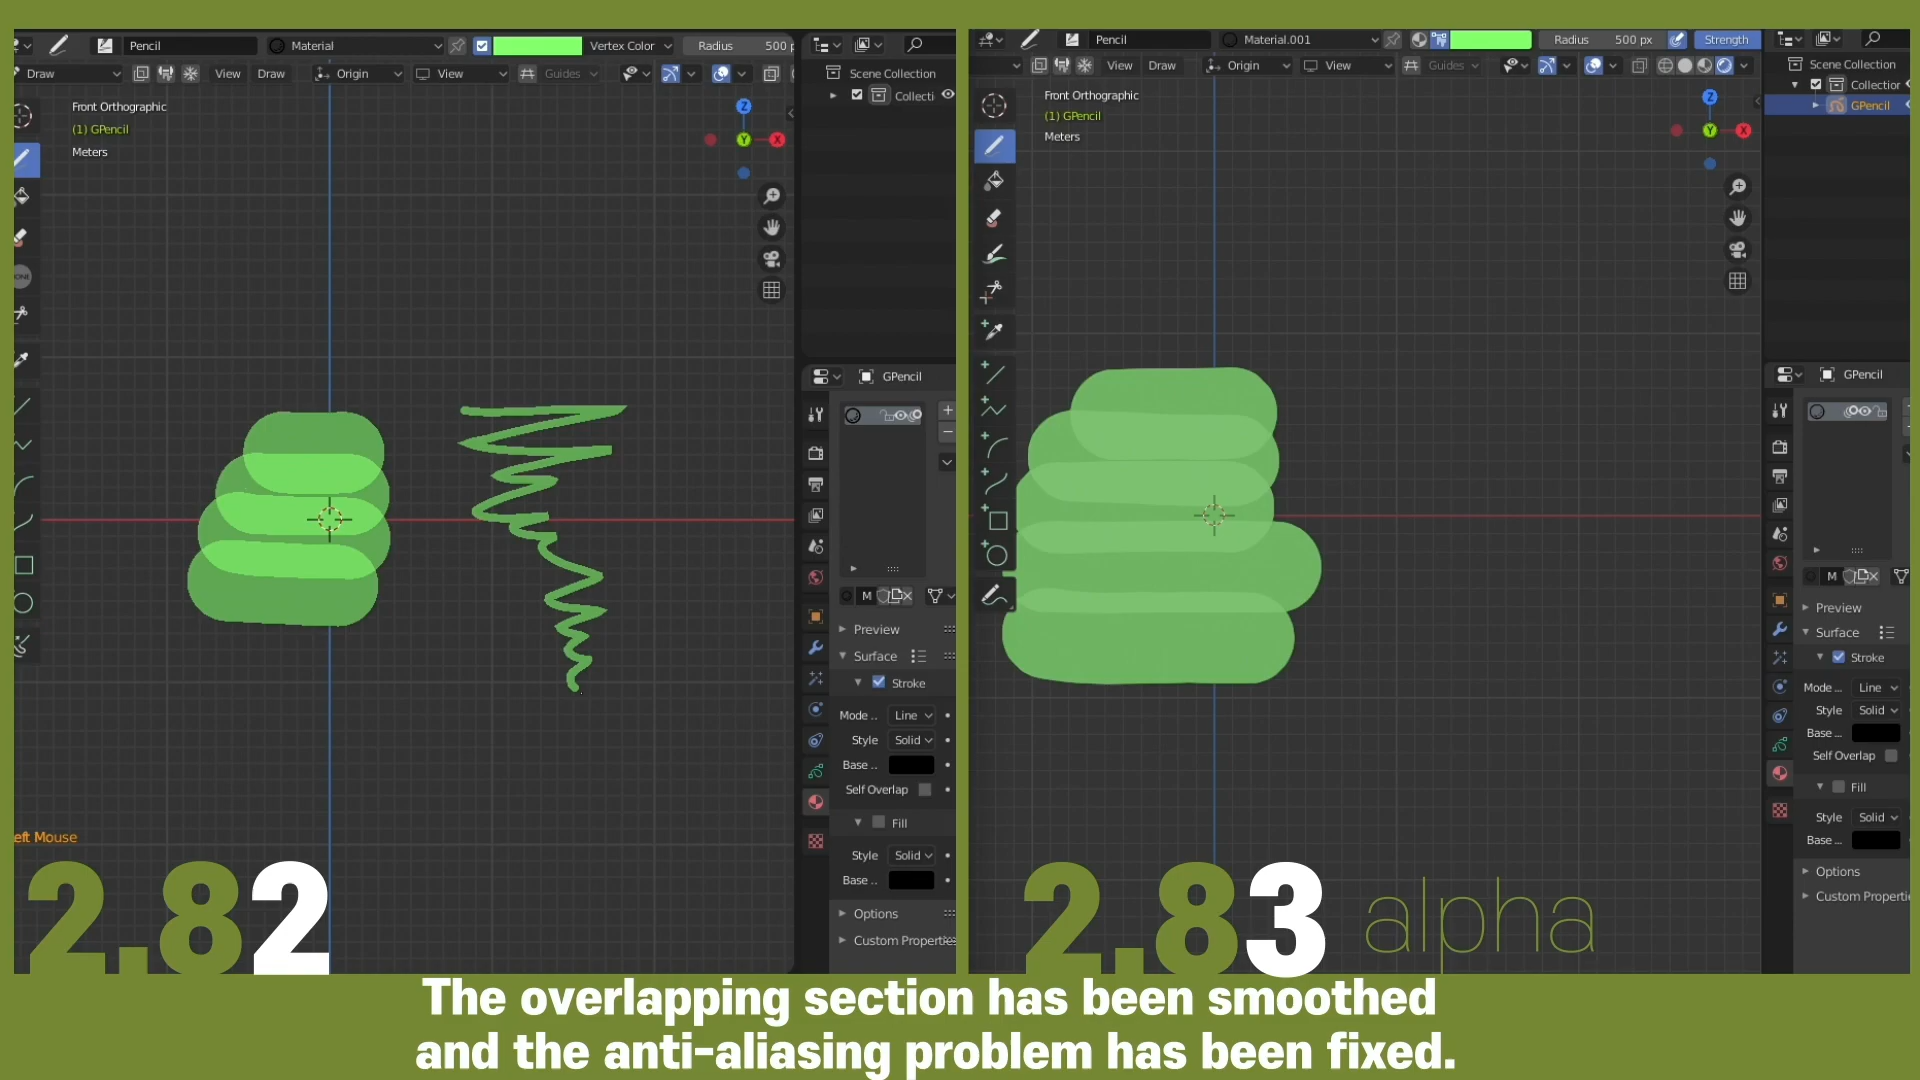 Pencil
Material
Vertex Color
Radius 500 p
Draw
View
Draw
Origin
View
Guides
Scene Collection
Collecti
Front Orthographic
(1) GPencil
Meters
Z
Y
X
GPencil
M
Preview
Surface
Stroke
Mode ..
Line
Style
Solid
Base ..
Self Overlap
Fill
Style
Solid
Base ..
Options
Custom Properti
eft Mouse
2.82
Pencil
Material.001
Radius 500 px
Strength
View
Draw
Origin
View
Guides
Scene Collection
Collection
GPencil
Front Orthographic
(1) GPencil
Meters
Z
Y
X
GPencil
M
Preview
Surface
Stroke
Mode ...
Line
Style
Solid
Base ...
Self Overlap
Fill
Style
Solid
Base ...
Options
Custom Properti
2.83 alpha
The overlapping section has been smoothed
and the anti-aliasing problem has been fixed.